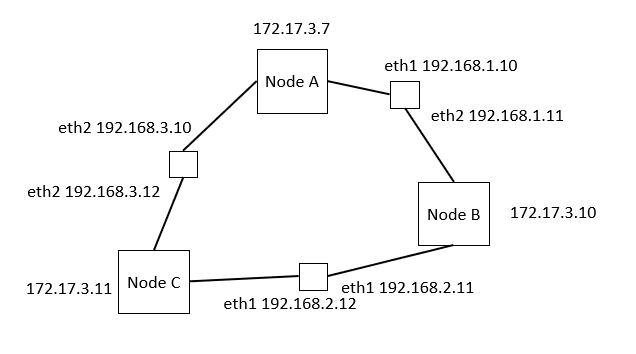 172.17.3.7
Node A
eth1 192.168.1.10
eth2 192.168.1.11
eth2 192.168.3.10
eth2 192.168.3.12
Node B
172.17.3.10
172.17.3.11
Node C
eth1 192.168.2.11
eth1 192.168.2.12